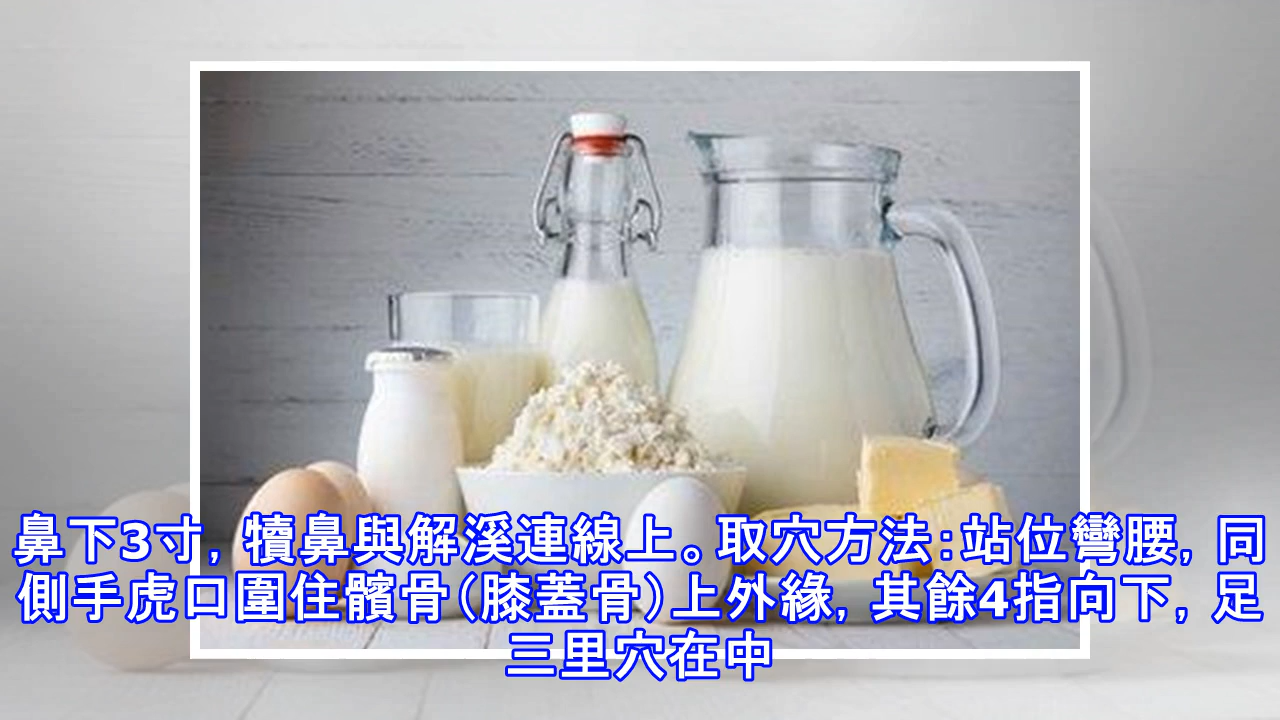 鼻下3寸, 犢鼻與解溪連線上。取穴方法:站位彎腰, 同
側手虎口圍住髕骨(膝蓋骨)上外緣, 其餘4指向下, 足
三里穴在中